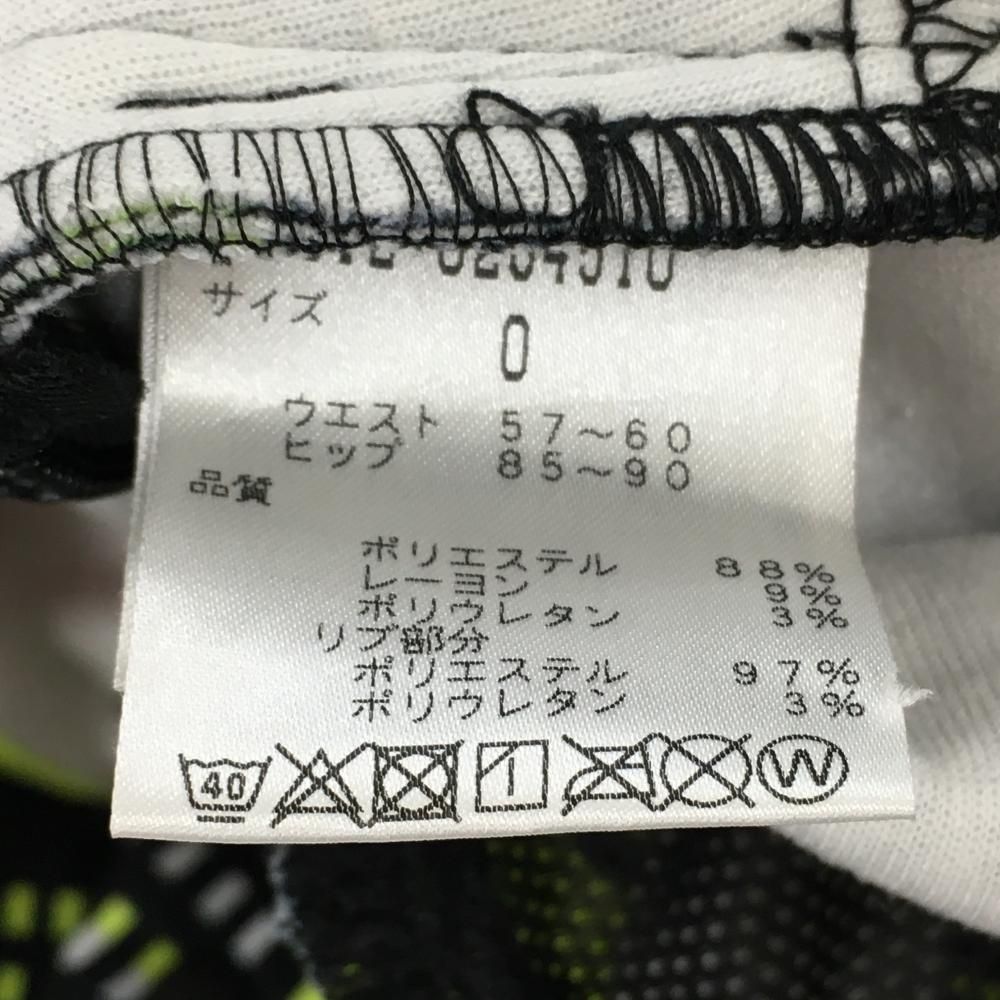 サイズ
0
ウエスト 57～60
ヒップ 85～90
品質
ポリエステル 88%
レーヨン 9%
ポリウレタン 3%
リブ部分
ポリエステル 97%
ポリウレタン 3%
40 W